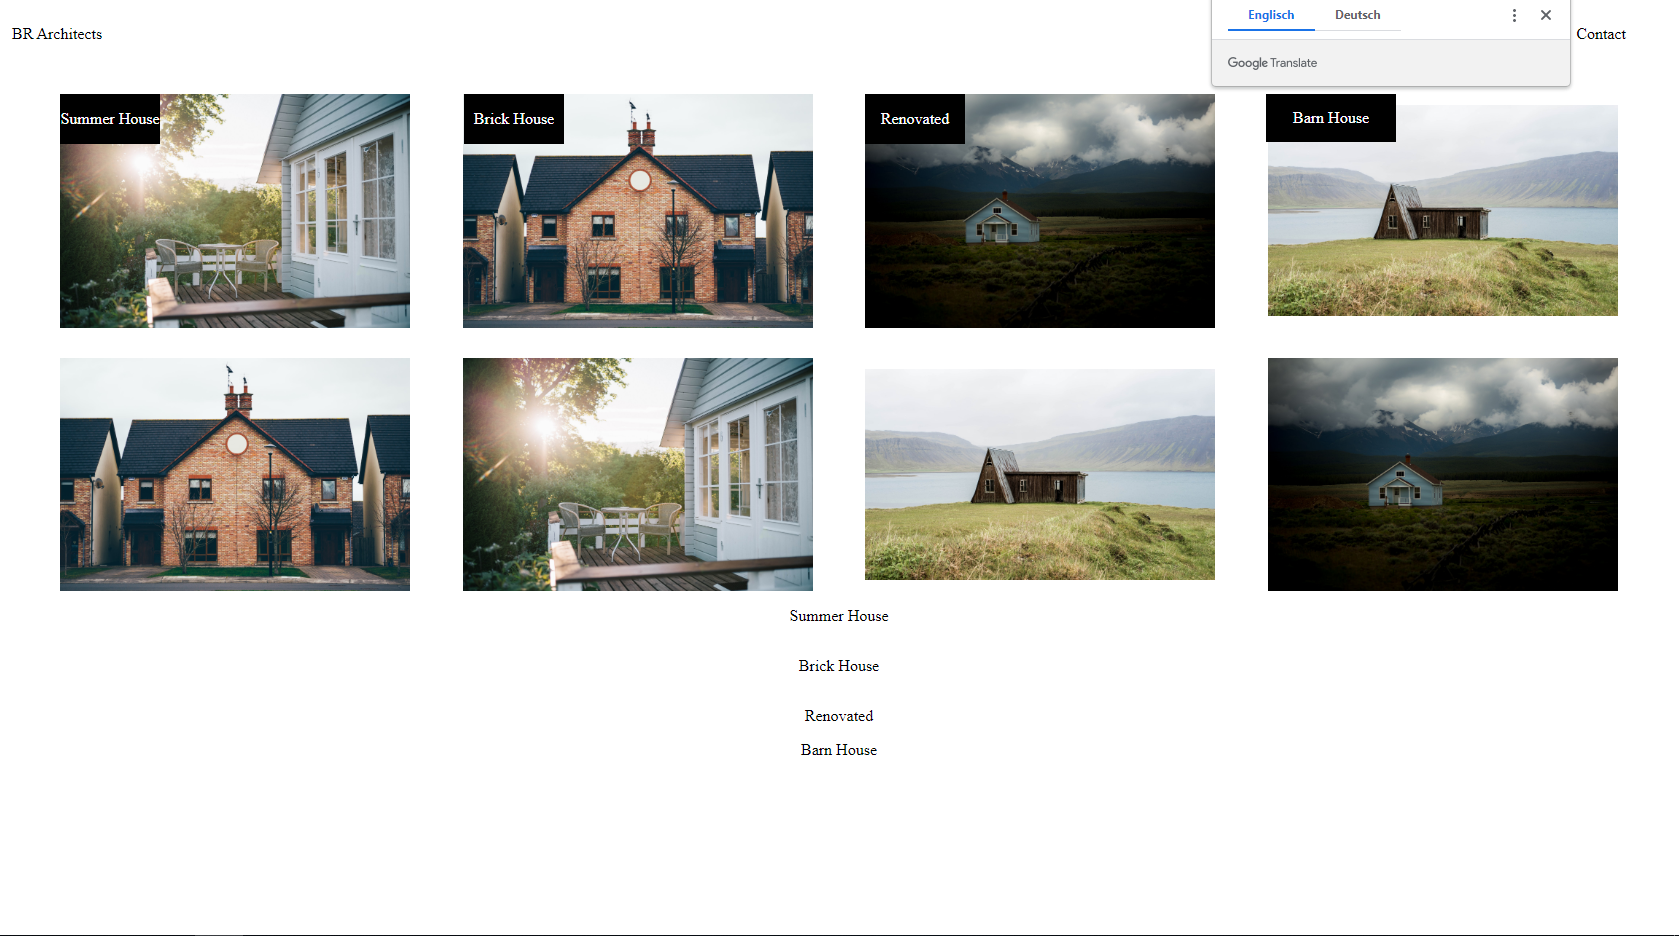 Englisch Deutsch
BR Architects Contact
Google Translate
Summer House Brick House Renovated Barn House
Summer House
Brick House
Renovated
Barn House